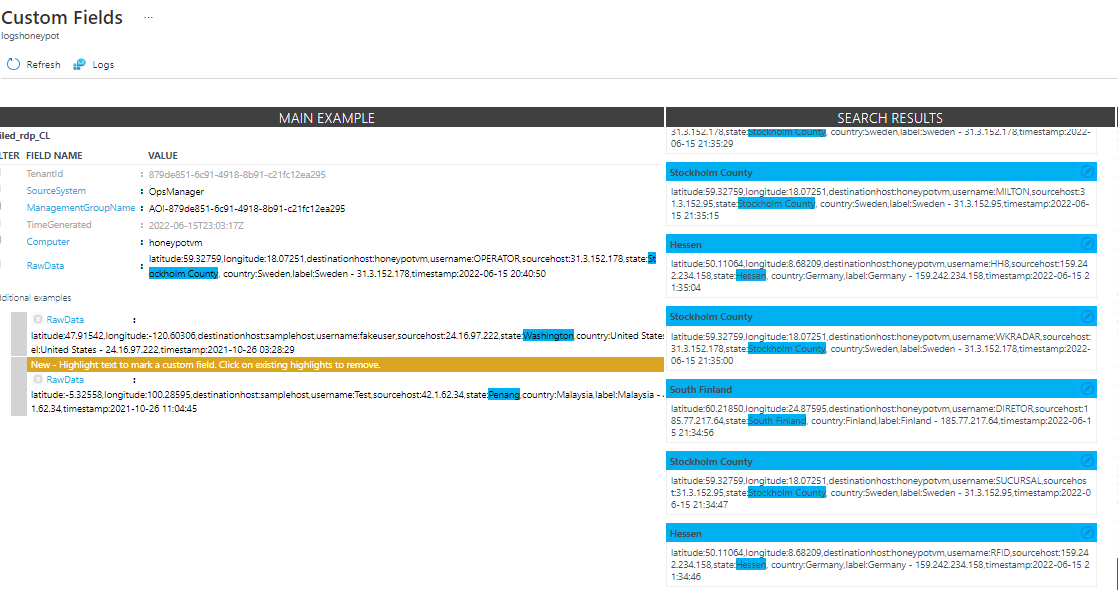 Custom Fields ...
logshoneypot
Refresh Logs
MAIN EXAMPLE
iled_rdp_CL
LTER FIELD NAME VALUE
TenantId : 879de851-6c91-4918-8b91-c21fc12ea295
SourceSystem : OpsManager
ManagementGroupName : AOI-879de851-6c91-4918-8b91-c21fc12ea295
TimeGenerated : 2022-06-15T23:03:17Z
Computer : honeypotvm
RawData : latitude:59.32759,longitude:18.07251,destinationhost:honeypotvm,username:OPERATOR,sourcehost:31.3.152.178,state:St
ockholm County, country:Sweden,label:Sweden - 31.3.152.178,timestamp:2022-06-15 20:40:50
ditional examples
RawData :
latitude:47.91542,longitude:-120.60306,destinationhost:samplehost,username:fakeuser,sourcehost:24.16.97.222,state:Washington,country:United States
el:United States - 24.16.97.222,timestamp:2021-10-26 03:28:29
New - Highlight text to mark a custom field. Click on existing highlights to remove.
RawData :
latitude:-5.32558,longitude:100.28595,destinationhost:samplehost,username:Test,sourcehost:42.1.62.34,state:Penang,country:Malaysia,label:Malaysia -
1.62.34,timestamp:2021-10-26 11:04:45
SEARCH RESULTS
31.3.152.178,state:Stockholm County, country:Sweden,label:Sweden - 31.3.152.178,timestamp:2022-
06-15 21:35:29
Stockholm County
latitude:59.32759,longitude:18.07251,destinationhost:honeypotvm,username:MILTON,sourcehost:3
1.3.152.95,state:Stockholm County, country:Sweden,label:Sweden - 31.3.152.95,timestamp:2022-06-
15 21:35:15
Hessen
latitude:50.11064,longitude:8.68209,destinationhost:honeypotvm,username:HH8,sourcehost:159.24
2.234.158,state:Hessen, country:Germany,label:Germany - 159.242.234.158,timestamp:2022-06-15 2
1:35:04
Stockholm County
latitude:59.32759,longitude:18.07251,destinationhost:honeypotvm,username:WKRADAR,sourcehost:
31.3.152.178,state:Stockholm County, country:Sweden,label:Sweden - 31.3.152.178,timestamp:2022-
06-15 21:35:00
South Finland
latitude:60.21850,longitude:24.87595,destinationhost:honeypotvm,username:DIRETOR,sourcehost:1
85.77.217.64,state:South Finland, country:Finland,label:Finland - 185.77.217.64,timestamp:2022-06-1
5 21:34:56
Stockholm County
latitude:59.32759,longitude:18.07251,destinationhost:honeypotvm,username:SUCURSAL,sourcehos
t:31.3.152.95,state:Stockholm County, country:Sweden,label:Sweden - 31.3.152.95,timestamp:2022-0
6-15 21:34:47
Hessen
latitude:50.11064,longitude:8.68209,destinationhost:honeypotvm,username:RFID,sourcehost:159.24
2.234.158,state:Hessen, country:Germany,label:Germany - 159.242.234.158,timestamp:2022-06-15 2
1:34:46